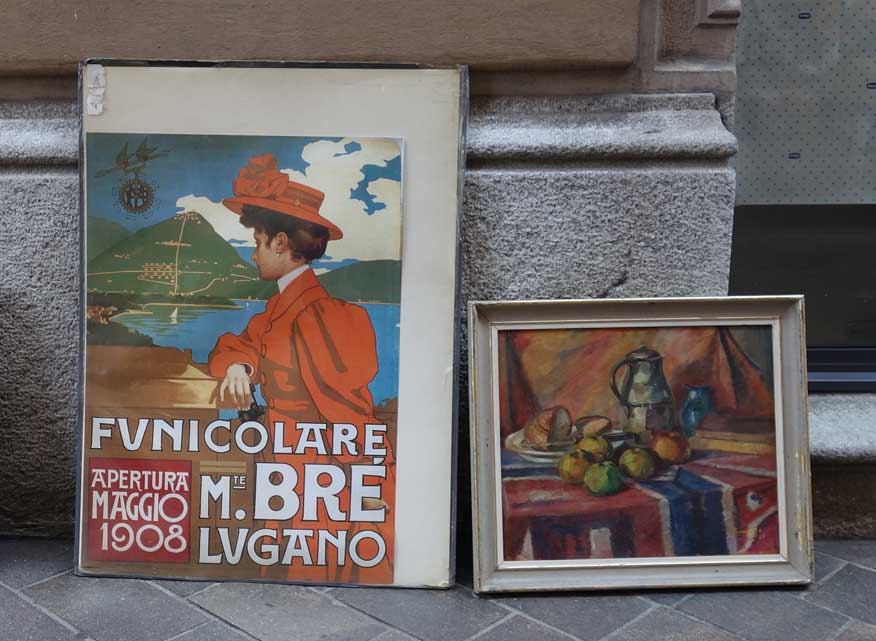 FVNICOLARE
APERTURA
MAGGIO
1908
M.TE BRÉ
LVGANO